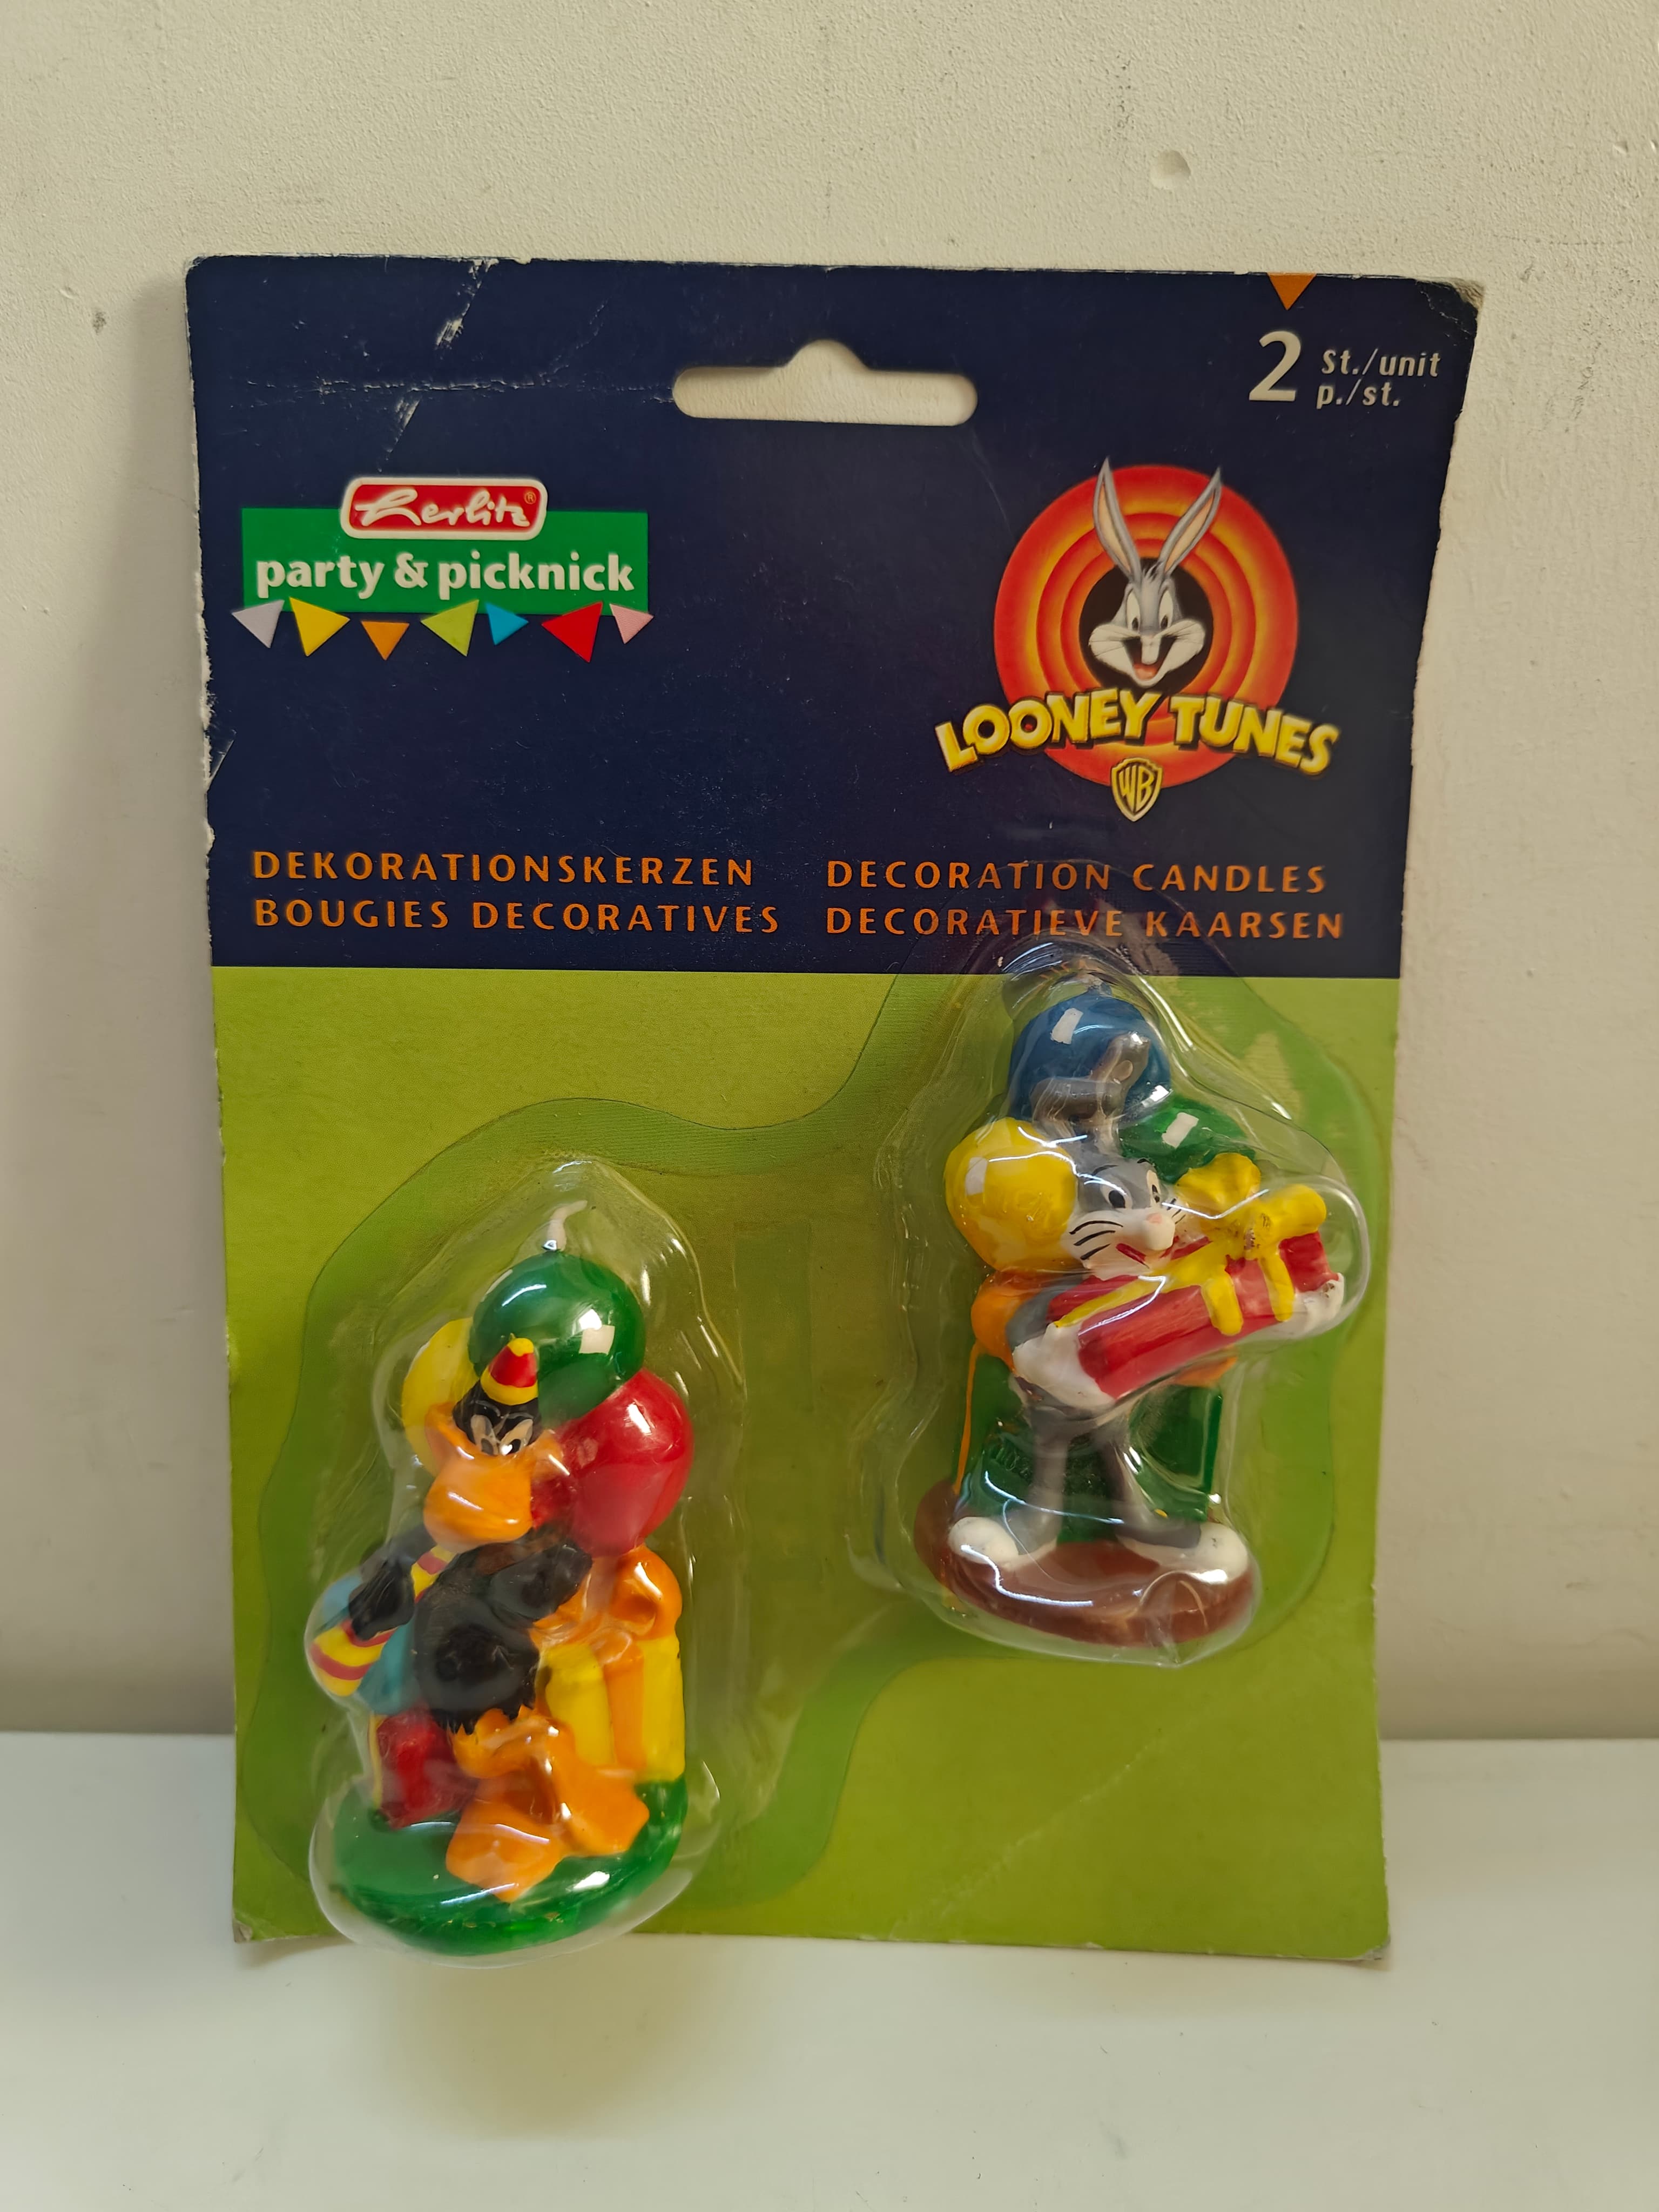 2 St./unit
p./st.
Herlitz®
party & picknick
LOONEY TUNES
WB
DEKORATIONSKERZEN DECORATION CANDLES
BOUGIES DECORATIVES DECORATIEVE KAARSEN